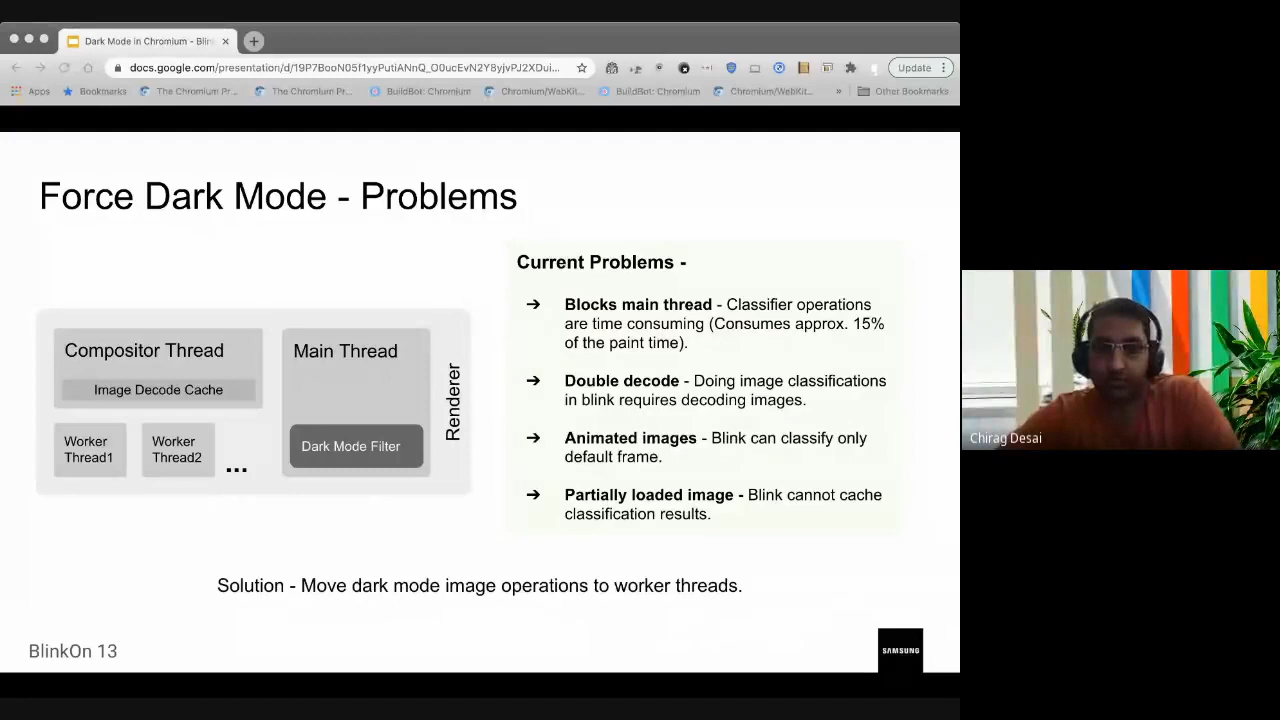 Dark Mode in Chromium - Blin
docs.google.com/presentation/d/19P7BooN05f1yyPutiANnQ_O0ucEvN2Y8yjvPJ2XDui...
Update
Apps
Bookmarks
The Chromium Pr...
The Chromium Pr...
BuildBot: Chromium
Chromium/WebKit...
BuildBot: Chromium
Chromium/WebKit...
»
Other Bookmarks
Force Dark Mode - Problems
Compositor Thread
Image Decode Cache
Worker
Thread1
Worker
Thread2
...
Main Thread
Dark Mode Filter
Renderer
Current Problems -
➔ Blocks main thread - Classifier operations
are time consuming (Consumes approx. 15%
of the paint time).
➔ Double decode - Doing image classifications
in blink requires decoding images.
➔ Animated images - Blink can classify only
default frame.
➔ Partially loaded image - Blink cannot cache
classification results.
Solution - Move dark mode image operations to worker threads.
BlinkOn 13
SAMSUNG
Chirag Desai